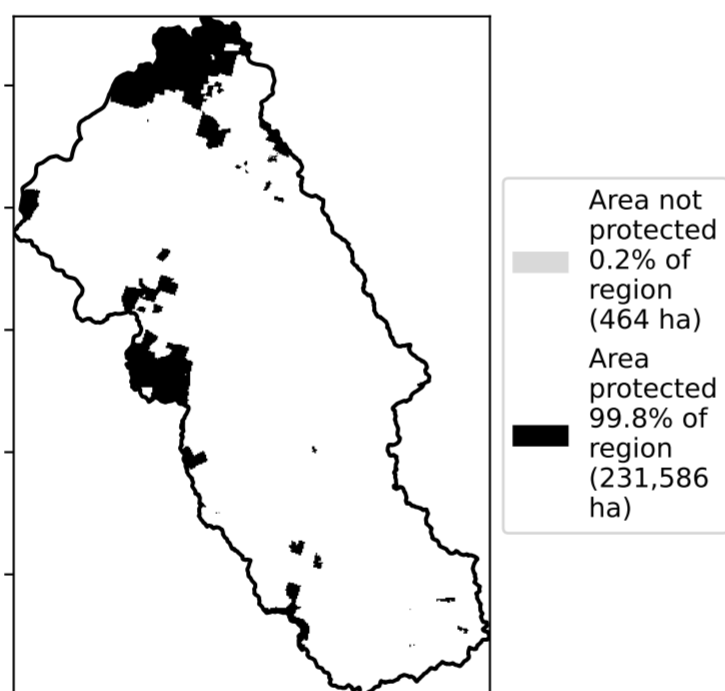 Area not
protected
0.2% of
region
(464 ha)
Area
protected
99.8% of
region
(231,586
ha)